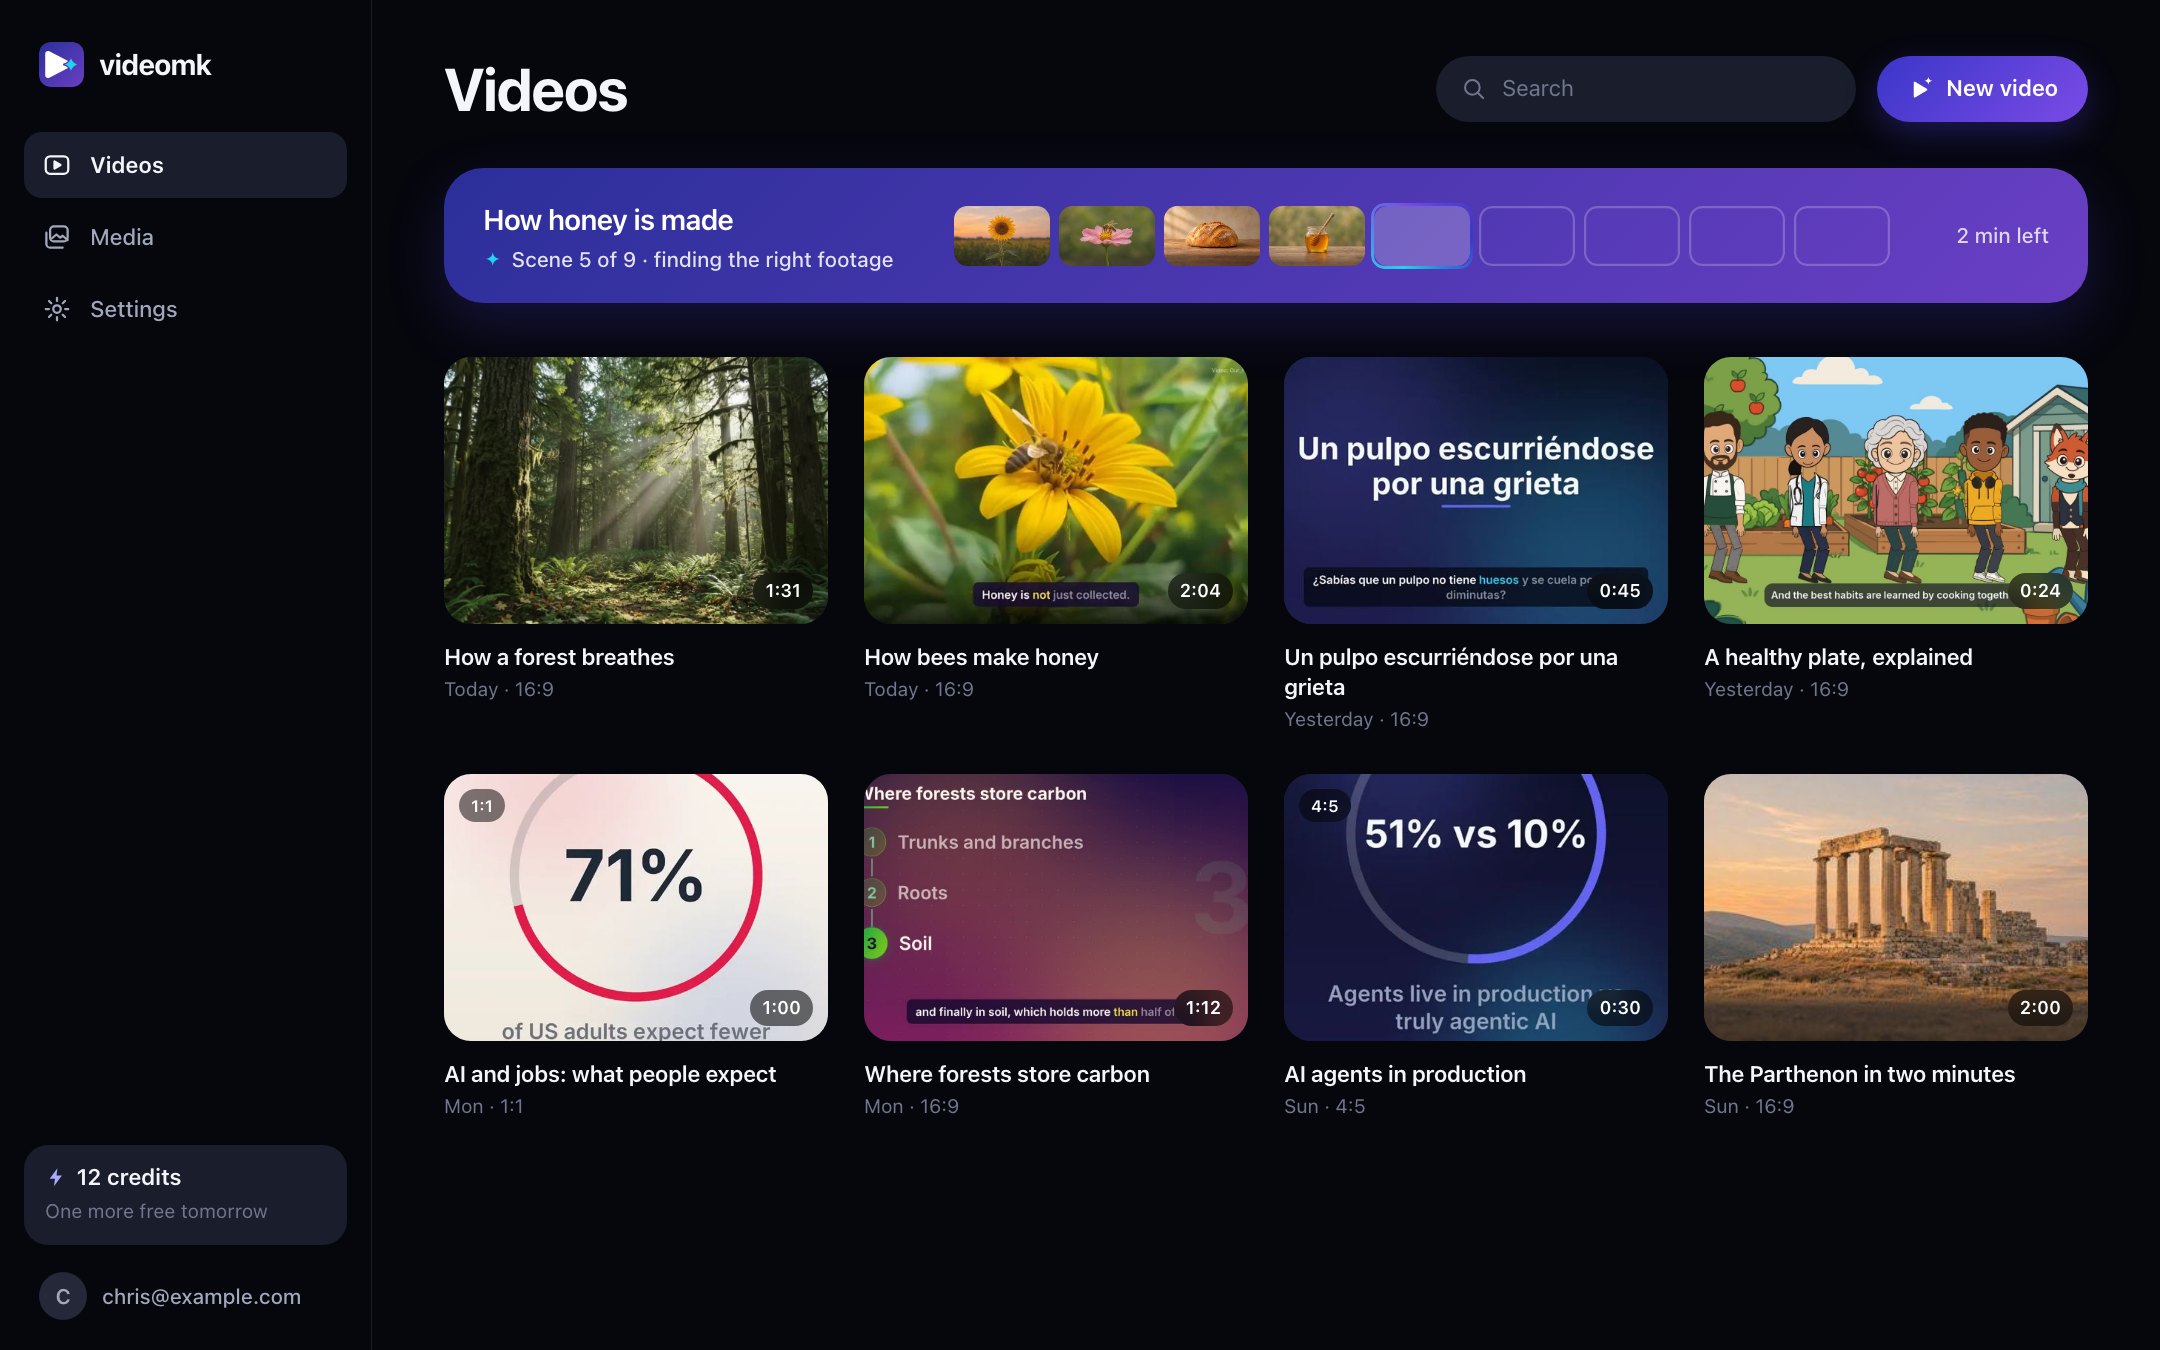 videomk
Videos
Media
Settings
12 credits
One more free tomorrow
C
chris@example.com
Videos
Search
New video
How honey is made
Scene 5 of 9 · finding the right footage
2 min left
1:31
How a forest breathes
Today · 16:9
Honey is not just collected.
2:04
How bees make honey
Today · 16:9
Un pulpo escurriéndose
por una grieta
¿Sabías que un pulpo no tiene huesos y se cuela
diminutas?
0:45
Un pulpo escurriéndose por una
grieta
Yesterday · 16:9
And the best habits are learned by cooking
0:24
A healthy plate, explained
Yesterday · 16:9
1:1
71%
of US adults expect fewer
1:00
AI and jobs: what people expect
Mon · 1:1
Where forests store carbon
1 Trunks and branches
2 Roots
3 Soil
3
and finally in soil, which holds more than half of
1:12
Where forests store carbon
Mon · 16:9
4:5
51% vs 10%
Agents live in production
truly agentic AI
0:30
AI agents in production
Sun · 4:5
2:00
The Parthenon in two minutes
Sun · 16:9